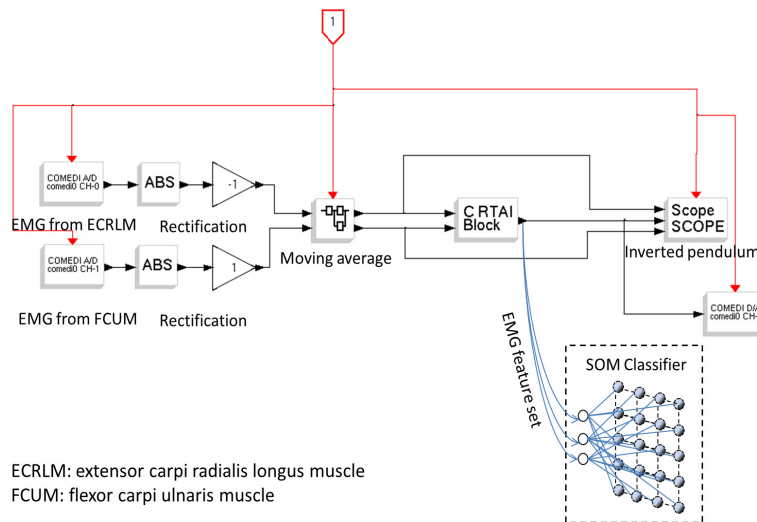 1
COMEDI A/D
comedi0 CH-0
ABS
-1
EMG from ECRLM
Rectification
COMEDI A/D
comedi0 CH-1
ABS
1
EMG from FCUM
Rectification
Moving average
C RTAI
Block
Scope
SCOPE
Inverted pendulum
COMEDI D/A
comedi0 CH-
EMG feature set
SOM Classifier
ECRLM: extensor carpi radialis longus muscle
FCUM: flexor carpi ulnaris muscle